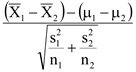 (X̅₁ − X̅₂) − (μ₁ − μ₂)
√(s₁²/n₁ + s₂²/n₂)